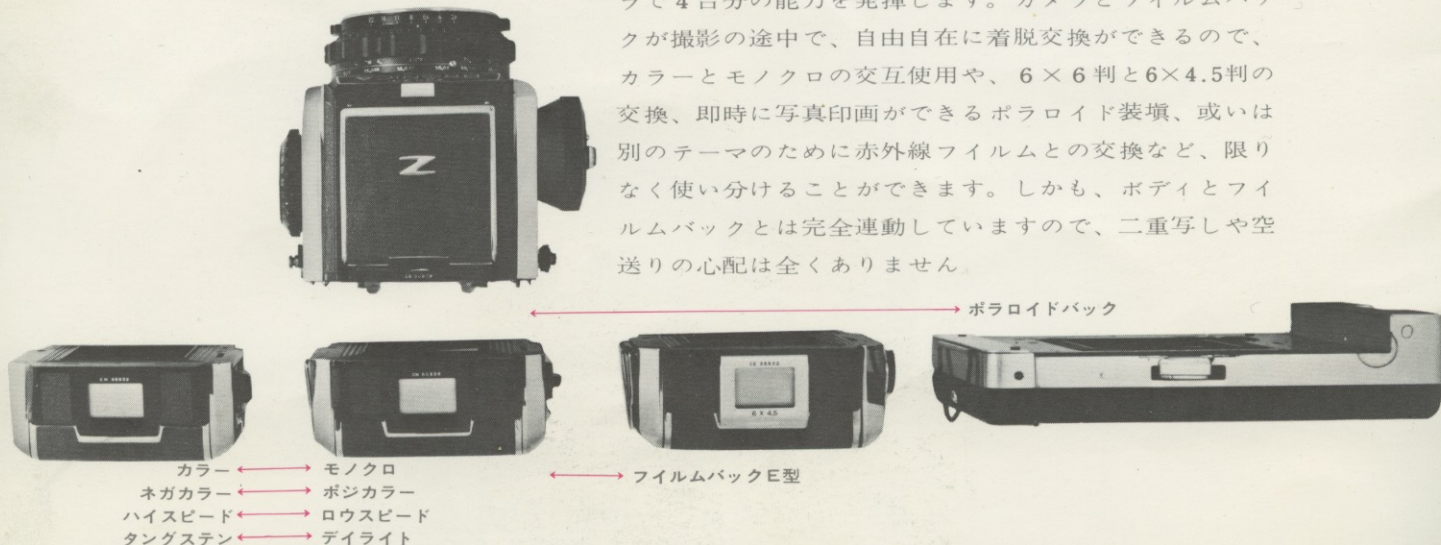 ラで4台分の能力を発揮します。カメラとフイルムバッ
クが撮影の途中で、自由自在に着脱交換ができるので、
カラーとモノクロの交互使用や、6×6判と6×4.5判の
交換、即時に写真印画ができるポラロイド装塡、或いは
別のテーマのために赤外線フイルムとの交換など、限り
なく使い分けることができます。しかも、ボディとフイ
ルムバックとは完全連動していますので、二重写しや空
送りの心配は全くありません
Z
ポラロイドバック
6 X 4.5
カラー モノクロ
ネガカラー ポジカラー
ハイスピード ロウスピード
タングステン デイライト
フイルムバックE型